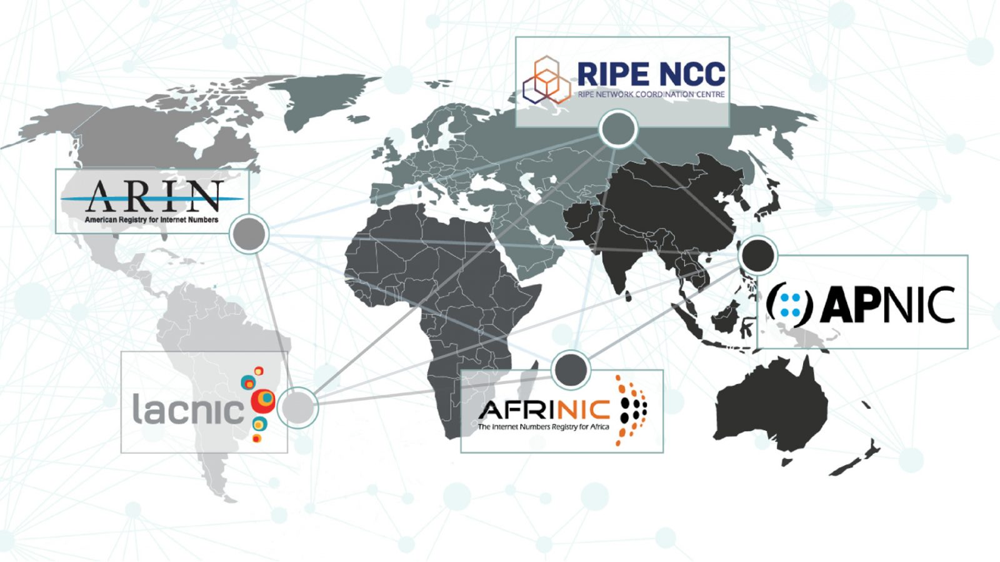 RIPE NCC
RIPE NETWORK COORDINATION CENTRE
ARIN
American Registry for Internet Numbers
APNIC
lacnic
AFRINIC
The Internet Numbers Registry for Africa